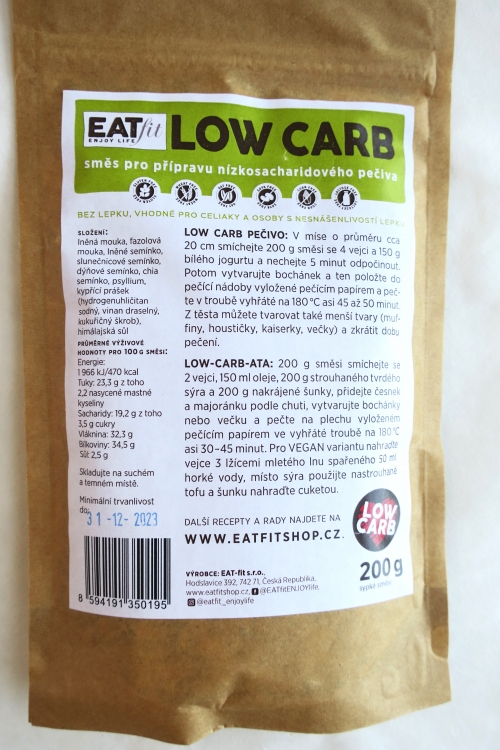 EATfit
ENJOY LIFE
LOW CARB
směs pro přípravu nízkosacharidového pečiva
BEZ LEPKU, VHODNÉ PRO CELIAKY A OSOBY S NESNÁŠENLIVOSTÍ LEPKU
SLOŽENÍ:
lněná mouka, fazolová
mouka, lněné semínko,
slunečnicové semínko,
dýňové semínko, chia
semínko, psyllium,
kypřící prášek
(hydrogenuhličitan
sodný, vinan draselný,
kukuřičný škrob),
himálajská sůl
PRŮMĚRNÉ VÝŽIVOVÉ
HODNOTY PRO 100 G SMĚSI:
Energie:
1 966 kJ/470 kcal
Tuky: 23,3 g z toho
2,2 nasycené mastné
kyseliny
Sacharidy: 19,2 g z toho
3,5 g cukry
Vláknina: 32,3 g
Bílkoviny: 34,5 g
Sůl 2,5 g
Skladujte na suchém
a temném místě.
Minimální trvanlivost
do:
31 -12- 2023
8 594191 350195
LOW CARB PEČIVO: V míse o průměru cca
20 cm smíchejte 200 g směsi se 4 vejci a 150 g
bílého jogurtu a nechejte 5 minut odpočinout.
Potom vytvarujte bochánek a ten položte do
pečící nádoby vyložené pečícím papírem a peč-
te v troubě vyhřáté na 180 °C asi 45 až 50 minut.
Z těsta můžete tvarovat také menší tvary (muf-
finy, houstičky, kaiserky, večky) a zkrátit dobu
pečení.
LOW-CARB-ATA: 200 g směsi smíchejte se
2 vejci, 150 ml oleje, 200 g strouhaného tvrdého
sýra a 200 g nakrájené šunky, přidejte česnek
a majoránku podle chuti, vytvarujte bochánky
nebo večku a pečte na plechu vyloženém
pečícím papírem ve vyhřáté troubě na 180 °C
asi 30–45 minut. Pro VEGAN variantu nahraďte
vejce 3 lžícemi mletého lnu spařeného 50 ml
horké vody, místo sýra použijte nastrouhané
tofu a šunku nahraďte cuketou.
DALŠÍ RECEPTY A RADY NAJDETE NA
WWW.EATFITSHOP.CZ.
LOW
CARB
VÝROBCE: EAT-fit s.r.o.,
Hodslavice 392, 742 71, Česká Republika,
www.eatfitshop.cz, @EATfitENJOYlife,
@eatfit_enjoylife
200 g
sypké směsi